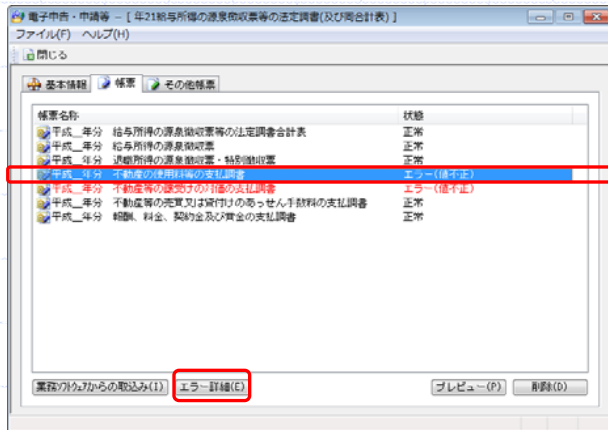 電子申告・申請等 - [ 年21給与所得の源泉徴収票等の法定調書(及び同合計表) ]
ファイル(F) ヘルプ(H)
閉じる
基本情報 帳票 その他帳票
帳票名称 状態
平成__年分 給与所得の源泉徴収票等の法定調書合計表 正常
平成__年分 給与所得の源泉徴収票 正常
平成__年分 退職所得の源泉徴収票・特別徴収票 正常
平成__年分 不動産の使用料等の支払調書 エラー(値不正)
平成__年分 不動産等の譲受けの対価の支払調書 エラー(値不正)
平成__年分 不動産等の売買又は貸付けのあっせん手数料の支払調書 正常
平成__年分 報酬、料金、契約金及び賞金の支払調書 正常
業務ソフトウェアからの取込み(I) エラー詳細(E) プレビュー(P) 削除(D)